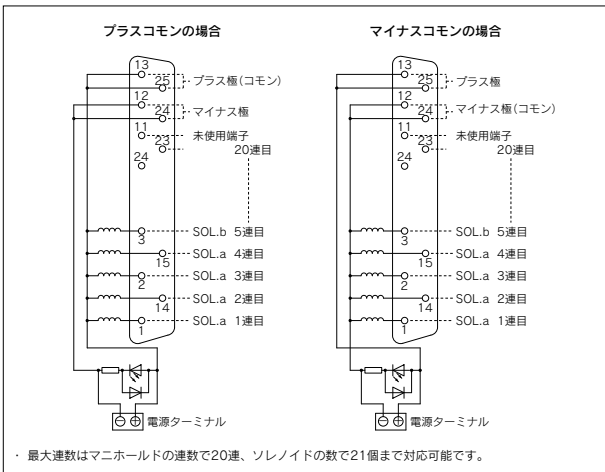 プラスコモンの場合
13
25
プラス極(コモン)
12
24
マイナス極
11
未使用端子
23
20連目
24
3
SOL.b 5連目
15
SOL.a 4連目
2
SOL.a 3連目
14
SOL.a 2連目
1
SOL.a 1連目
⊖ ⊕ 電源ターミナル
マイナスコモンの場合
13
25
プラス極
12
24
マイナス極(コモン)
11
未使用端子
23
20連目
24
3
SOL.b 5連目
15
SOL.a 4連目
2
SOL.a 3連目
14
SOL.a 2連目
1
SOL.a 1連目
⊖ ⊕ 電源ターミナル
・ 最大連数はマニホールドの連数で20連、ソレノイドの数で21個まで対応可能です。